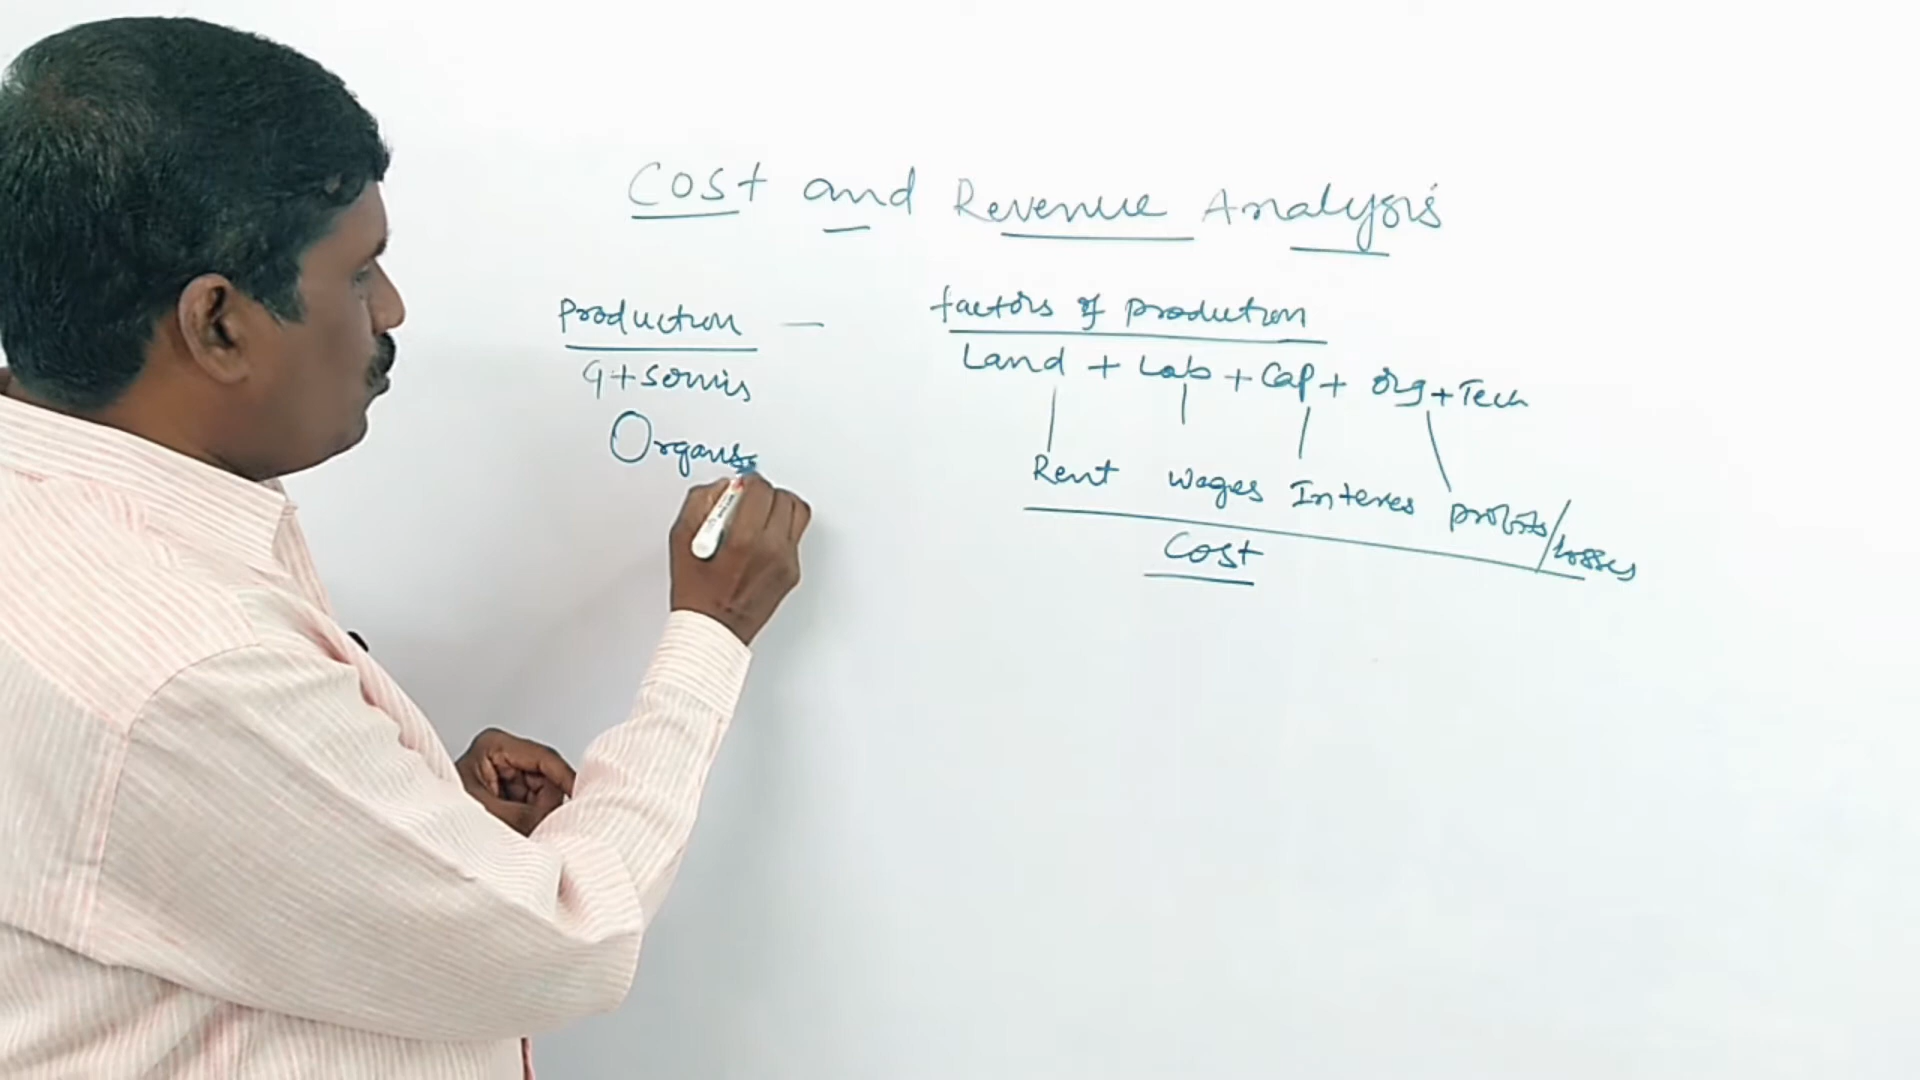 Cost and Revenue Analysis
Production — factors of production
Land + Lab + Cap + Org + Tech
G+
Organs
Rent Wages Interes profits/losses
Cost